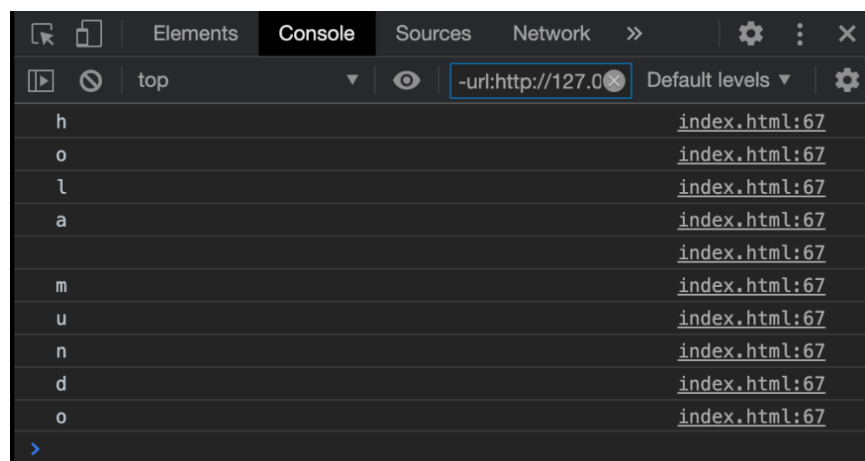 Elements Console Sources Network »
top -url:http://127.0 Default levels
h index.html:67
o index.html:67
l index.html:67
a index.html:67
index.html:67
m index.html:67
u index.html:67
n index.html:67
d index.html:67
o index.html:67
>